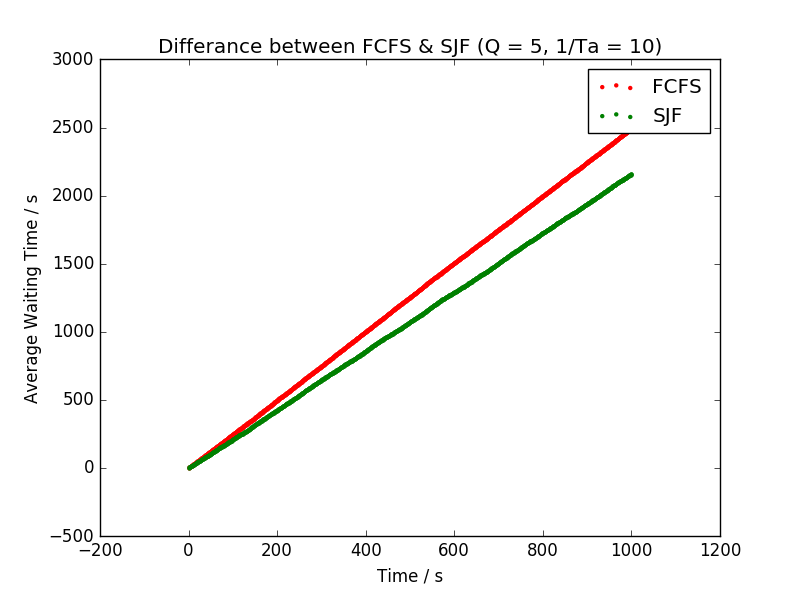 Differance between FCFS & SJF (Q = 5, 1/Ta = 10)
3000
2500
2000
1500
1000
500
0
−500
Average Waiting Time / s
FCFS
SJF
−200 0 200 400 600 800 1000 1200
Time / s